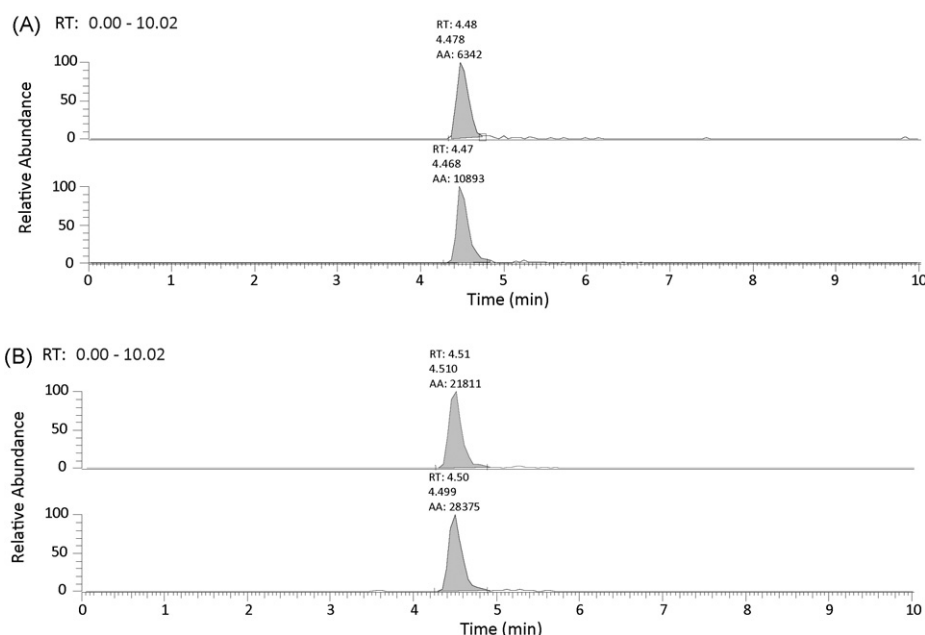 (A) RT: 0.00 - 10.02
RT: 4.48
4.478
AA: 6342
100
50
0
RT: 4.47
4.468
AA: 10893
100
50
0
Relative Abundance
0 1 2 3 4 5 6 7 8 9 10
Time (min)
(B) RT: 0.00 - 10.02
RT: 4.51
4.510
AA: 21811
100
50
0
RT: 4.50
4.499
AA: 28375
100
50
0
Relative Abundance
0 1 2 3 4 5 6 7 8 9 10
Time (min)